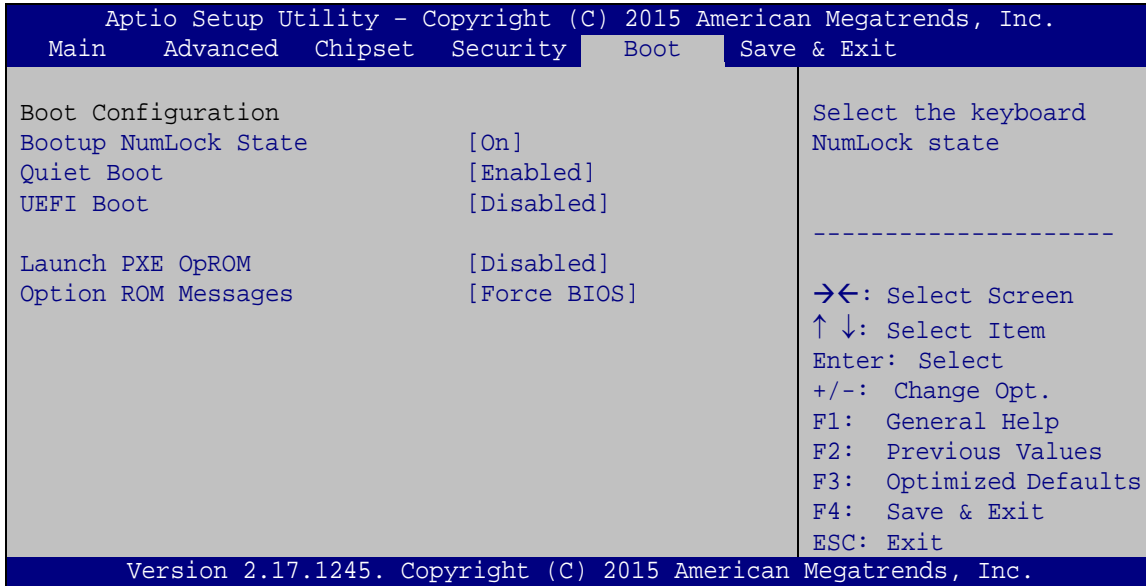 Aptio Setup Utility – Copyright (C) 2015 American Megatrends, Inc.
Main Advanced Chipset Security Boot Save & Exit
Boot Configuration
Bootup NumLock State [On]
Quiet Boot [Enabled]
UEFI Boot [Disabled]
Launch PXE OpROM [Disabled]
Option ROM Messages [Force BIOS]
Select the keyboard
NumLock state
---------------------
→←: Select Screen
↑ ↓: Select Item
Enter: Select
+/-: Change Opt.
F1: General Help
F2: Previous Values
F3: Optimized Defaults
F4: Save & Exit
ESC: Exit
Version 2.17.1245. Copyright (C) 2015 American Megatrends, Inc.